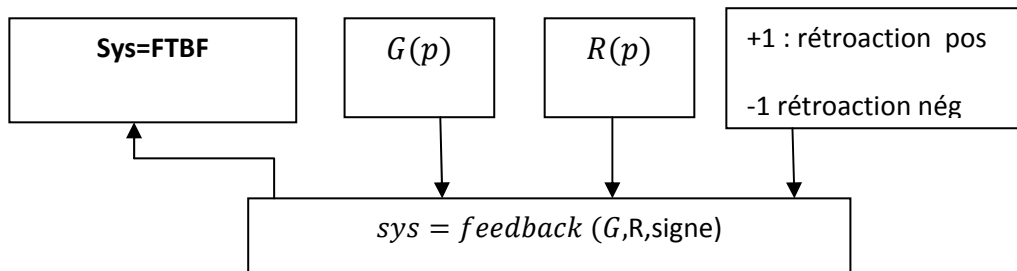 Sys=FTBF
G(p)
R(p)
+1 : rétroaction pos
-1 rétroaction nég
sys = feedback (G,R,signe)